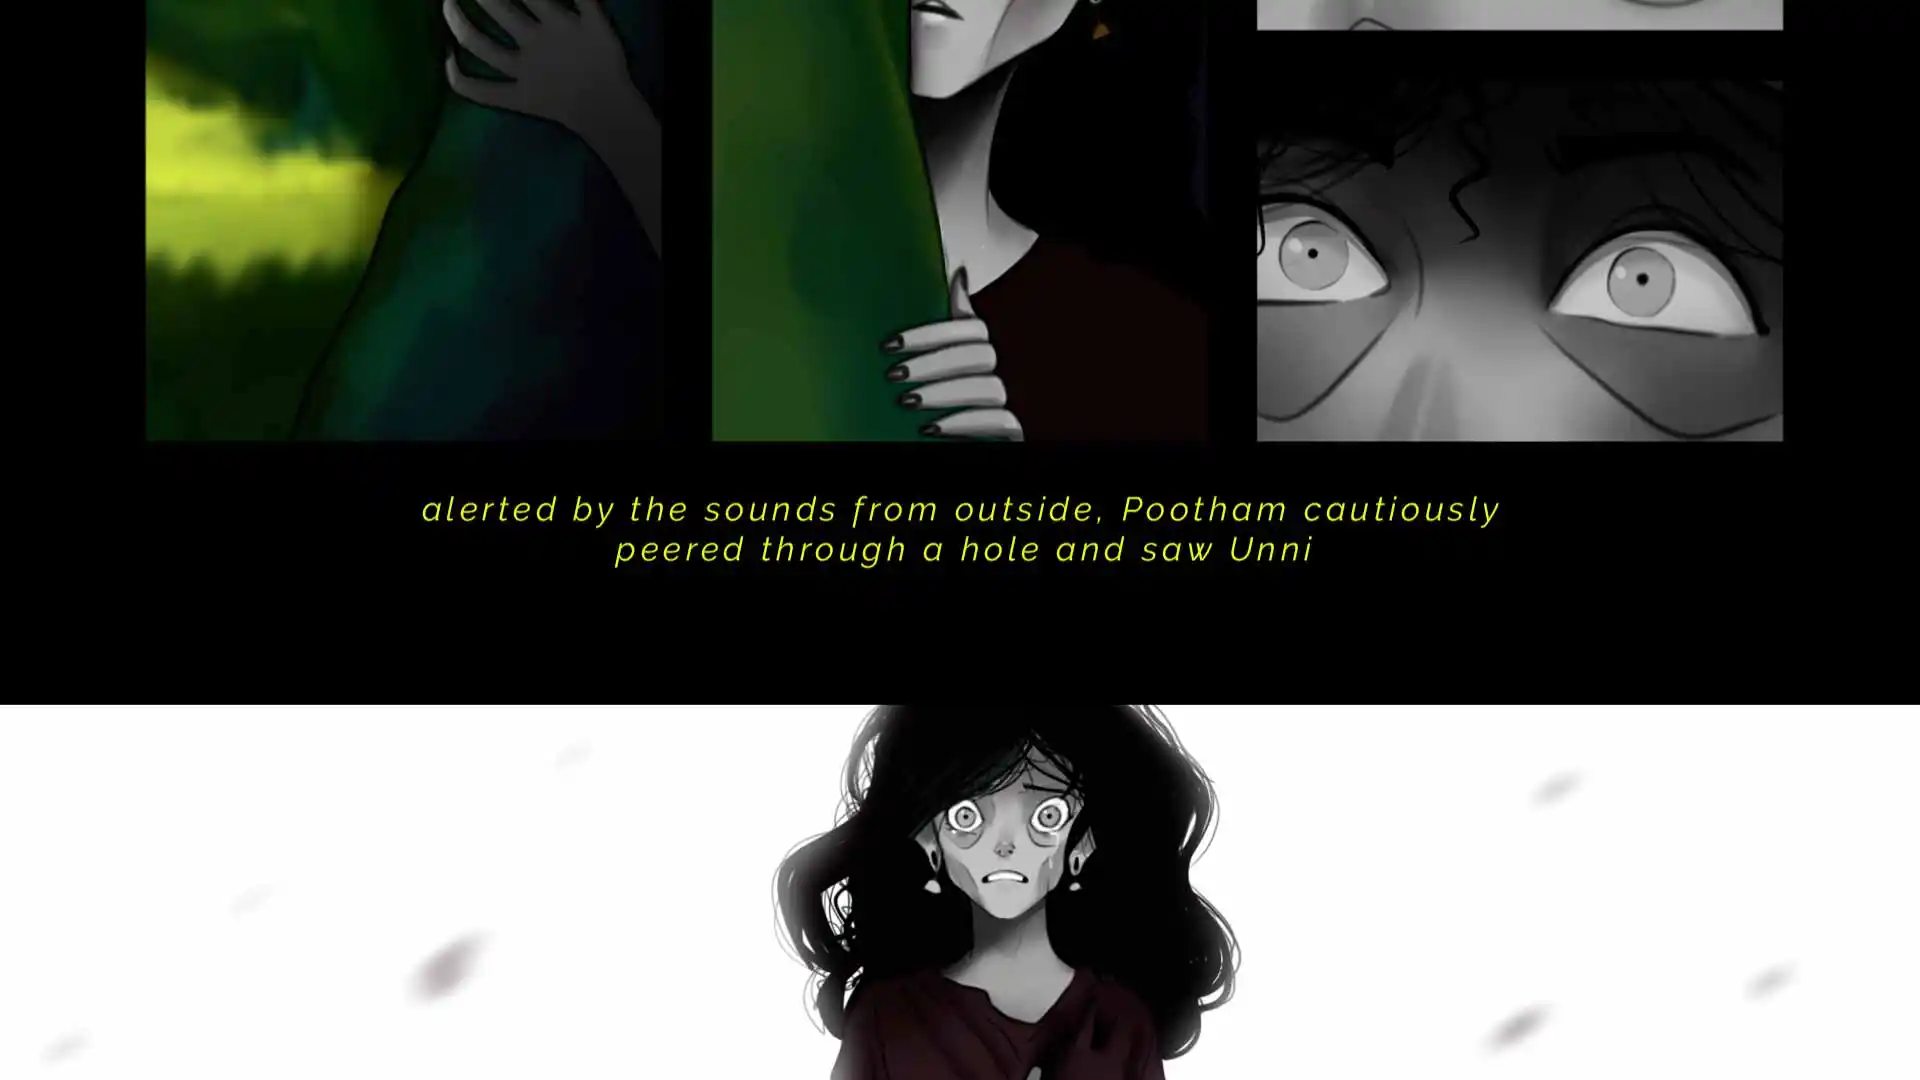 alerted by the sounds from outside, Pootham cautiously
peered through a hole and saw Unni